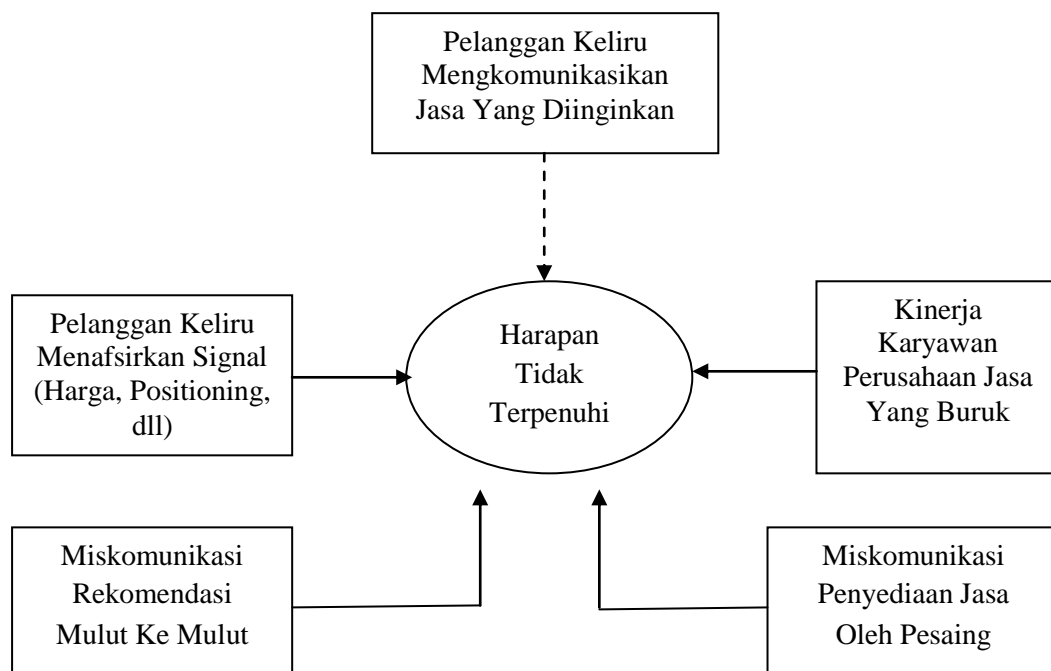 Pelanggan Keliru
Mengkomunikasikan
Jasa Yang Diinginkan
Pelanggan Keliru
Menafsirkan Signal
(Harga, Positioning,
dll)
Harapan
Tidak
Terpenuhi
Kinerja
Karyawan
Perusahaan Jasa
Yang Buruk
Miskomunikasi
Rekomendasi
Mulut Ke Mulut
Miskomunikasi
Penyediaan Jasa
Oleh Pesaing